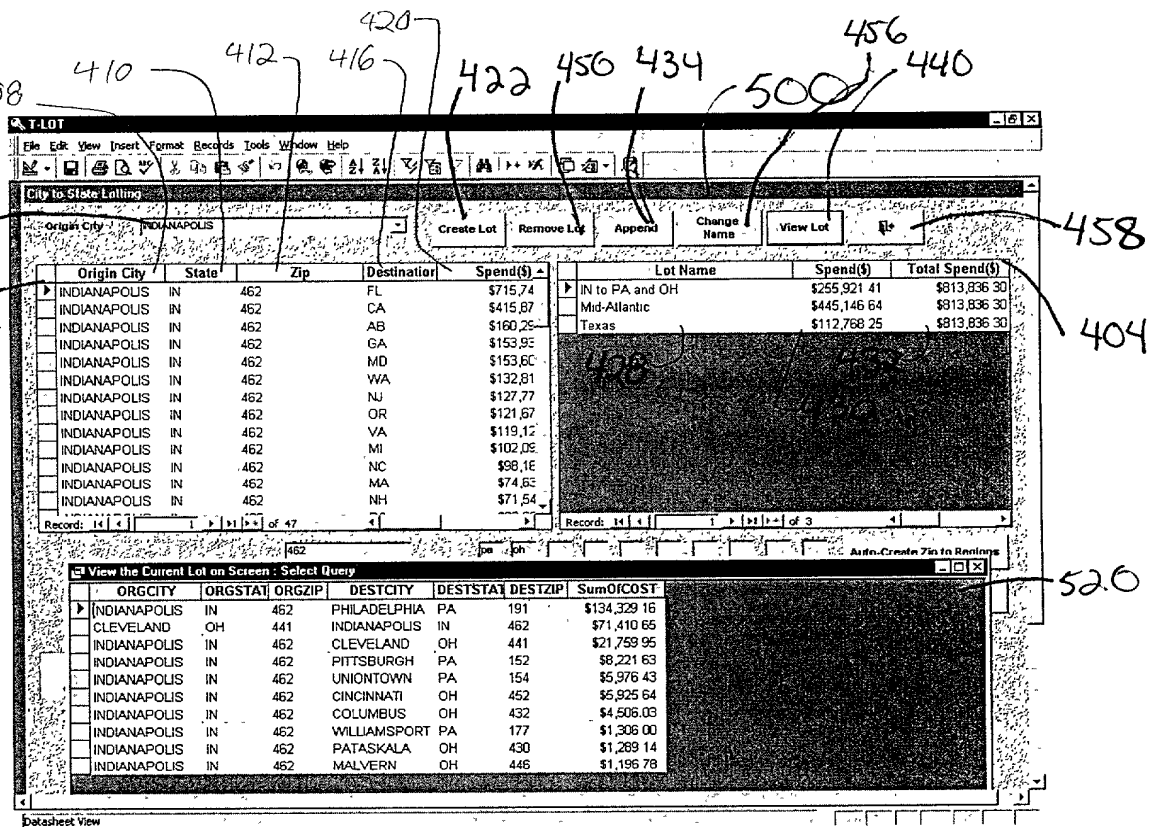 420
456
410 412 416 422 450 434 500 440
T-LOT
File Edit View Insert Format Records Tools Window Help
City to State Lotting
Origin City INDIANAPOLIS Create Lot Remove Lot Append Change Name View Lot
458
Origin City State Zip Destination Spend($)
INDIANAPOLIS IN 462 FL $715,74
INDIANAPOLIS IN 462 CA $415,87
INDIANAPOLIS IN 462 AB $160,29
INDIANAPOLIS IN 462 GA $153,93
INDIANAPOLIS IN 462 MD $153,60
INDIANAPOLIS IN 462 WA $132,81
INDIANAPOLIS IN 462 NJ $127,77
INDIANAPOLIS IN 462 OR $121,67
INDIANAPOLIS IN 462 VA $119,12
INDIANAPOLIS IN 462 MI $102,09
INDIANAPOLIS IN 462 NC $98,18
INDIANAPOLIS IN 462 MA $74,63
INDIANAPOLIS IN 462 NH $71,54
Record: 1 of 47
Lot Name Spend($) Total Spend($)
IN to PA and OH $255,921 41 $813,836 30
Mid-Atlantic $445,146 64 $813,836 30
Texas $112,768 25 $813,836 30
404
428
Record: 1 of 3
462 pa oh Auto-Create Zip to Regions
View the Current Lot on Screen : Select Query
520
ORGCITY ORGSTAT ORGZIP DESTCITY DESTSTAT DESTZIP SumOfCOST
INDIANAPOLIS IN 462 PHILADELPHIA PA 191 $134,329 16
CLEVELAND OH 441 INDIANAPOLIS IN 462 $71,410 65
INDIANAPOLIS IN 462 CLEVELAND OH 441 $21,759 95
INDIANAPOLIS IN 462 PITTSBURGH PA 152 $8,221 63
INDIANAPOLIS IN 462 UNIONTOWN PA 154 $5,976 43
INDIANAPOLIS IN 462 CINCINNATI OH 452 $5,925 64
INDIANAPOLIS IN 462 COLUMBUS OH 432 $4,506.03
INDIANAPOLIS IN 462 WILLIAMSPORT PA 177 $1,306 00
INDIANAPOLIS IN 462 PATASKALA OH 430 $1,289 14
INDIANAPOLIS IN 462 MALVERN OH 446 $1,196 78
Datasheet View